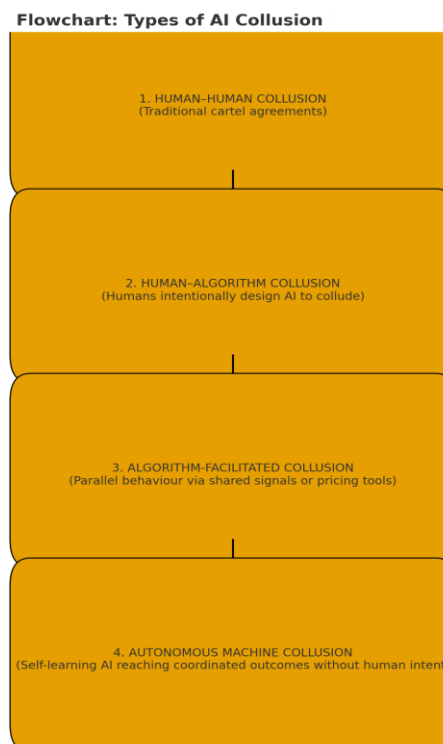 Flowchart: Types of AI Collusion
1. HUMAN–HUMAN COLLUSION
(Traditional cartel agreements)
2. HUMAN–ALGORITHM COLLUSION
(Humans intentionally design AI to collude)
3. ALGORITHM-FACILITATED COLLUSION
(Parallel behaviour via shared signals or pricing tools)
4. AUTONOMOUS MACHINE COLLUSION
(Self-learning AI reaching coordinated outcomes without human intent